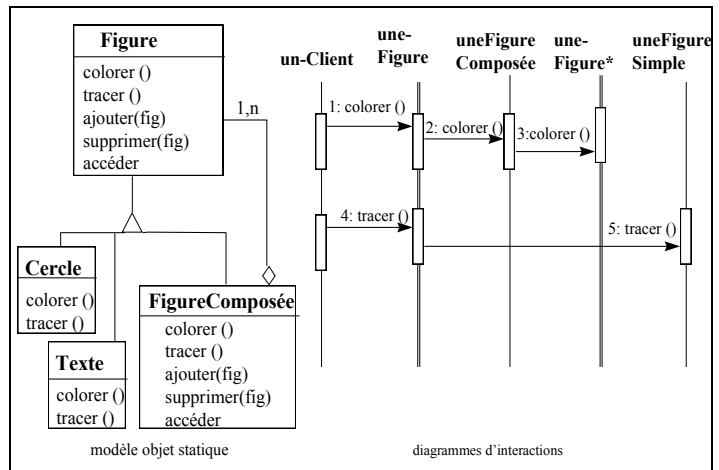 Figure
colorer ()
tracer ()
ajouter(fig)
supprimer(fig)
accéder
1,n
Cercle
colorer ()
tracer ()
Texte
colorer ()
tracer ()
FigureComposée
colorer ()
tracer ()
ajouter(fig)
supprimer(fig)
accéder
modèle objet statique
un-Client
une-
Figure
uneFigure
Composée
une-
Figure*
uneFigure
Simple
1: colorer ()
2: colorer ()
3:colorer ()
4: tracer ()
5: tracer ()
diagrammes d’interactions